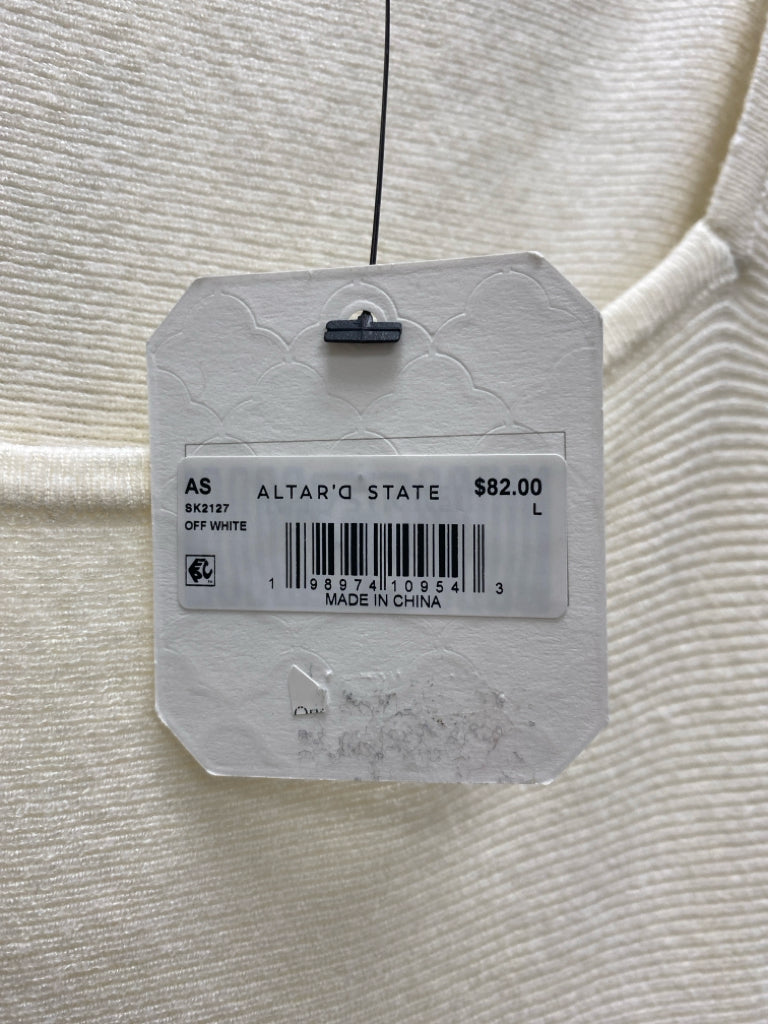 AS
ALTAR'D STATE
$82.00
SK2127
L
OFF WHITE
1 98974 10954 3
MADE IN CHINA